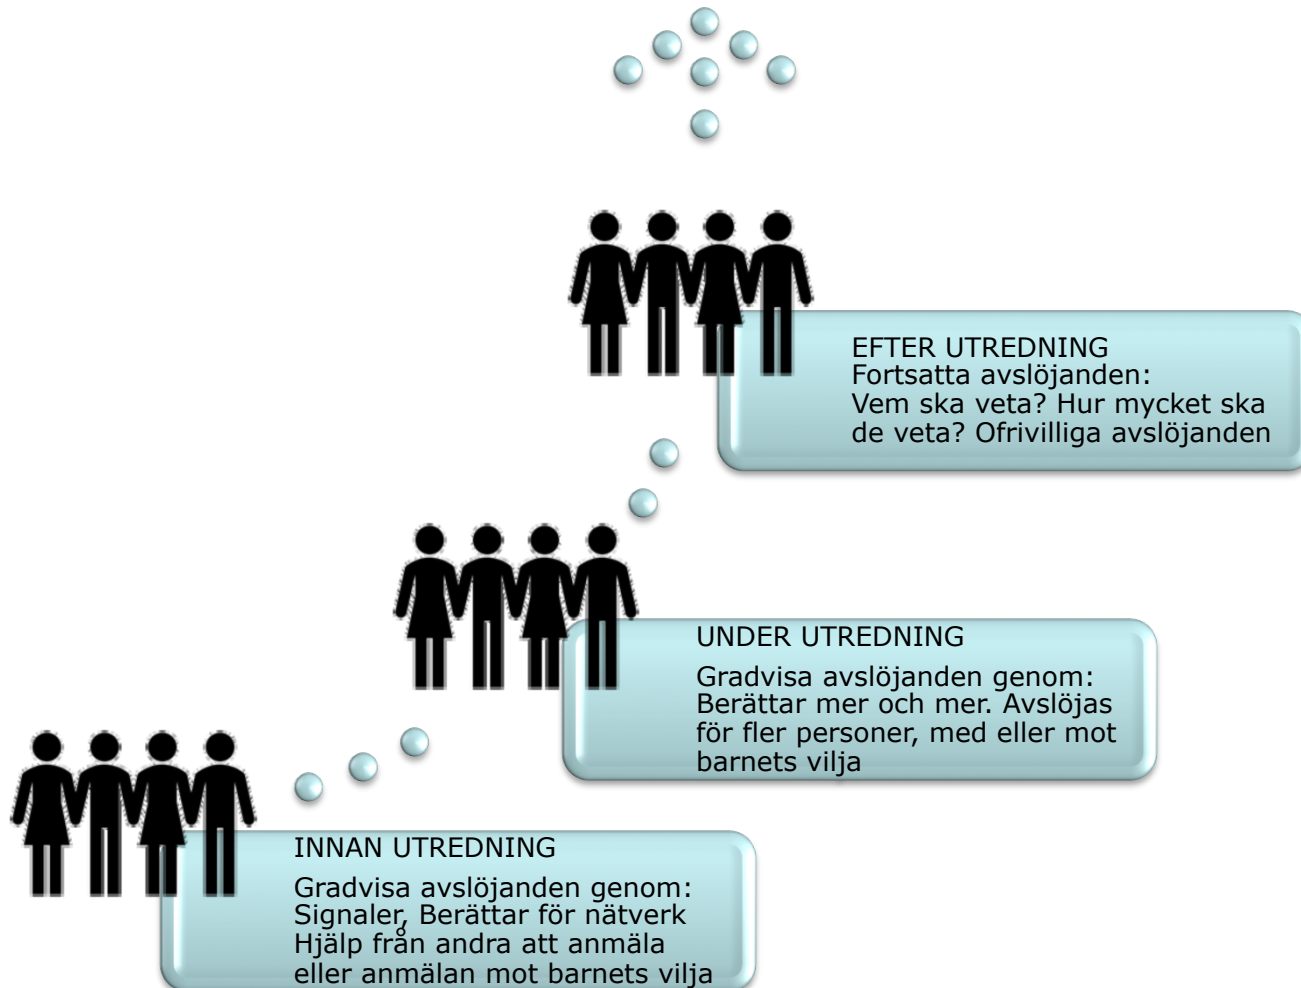 EFTER UTREDNING
Fortsatta avslöjanden:
Vem ska veta? Hur mycket ska
de veta? Ofrivilliga avslöjanden
UNDER UTREDNING
Gradvisa avslöjanden genom:
Berättar mer och mer. Avslöjas
för fler personer, med eller mot
barnets vilja
INNAN UTREDNING
Gradvisa avslöjanden genom:
Signaler, Berättar för nätverk
Hjälp från andra att anmäla
eller anmälan mot barnets vilja